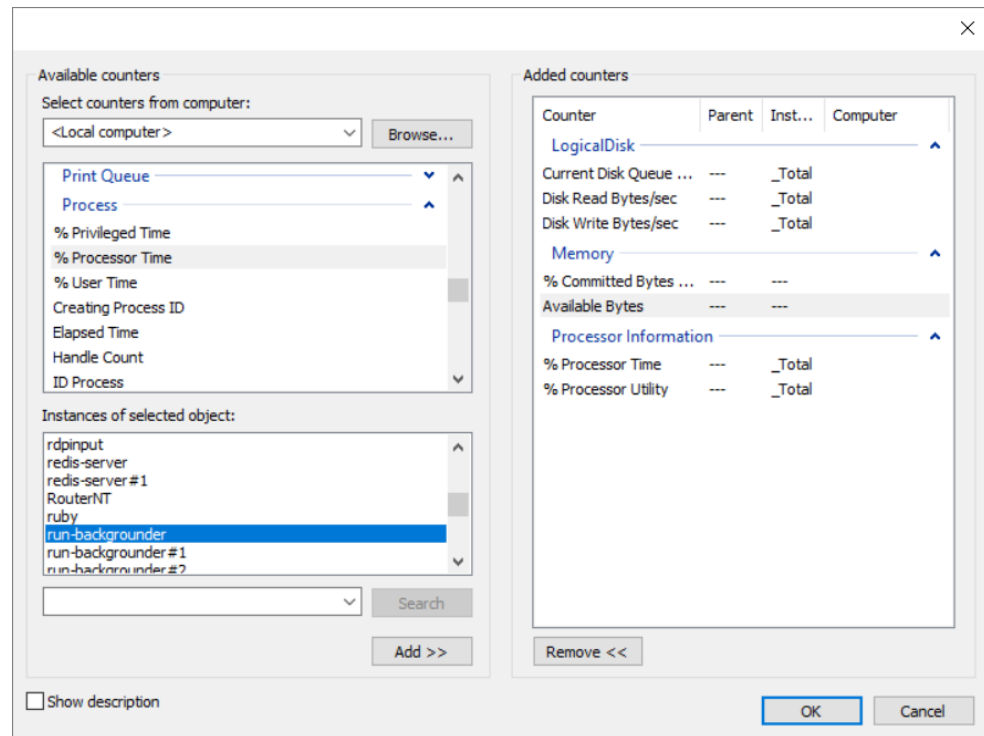 Available counters
Select counters from computer:
<Local computer>
Browse...
Print Queue
Process
% Privileged Time
% Processor Time
% User Time
Creating Process ID
Elapsed Time
Handle Count
ID Process
Instances of selected object:
rdpinput
redis-server
redis-server#1
RouterNT
ruby
run-backgrounder
run-backgrounder#1
run-backgrounder#2
Search
Add >>
Show description
Added counters
Counter Parent Inst... Computer
LogicalDisk
Current Disk Queue ... --- _Total
Disk Read Bytes/sec --- _Total
Disk Write Bytes/sec --- _Total
Memory
% Committed Bytes ... --- ---
Available Bytes --- ---
Processor Information
% Processor Time --- _Total
% Processor Utility --- _Total
Remove <<
OK
Cancel